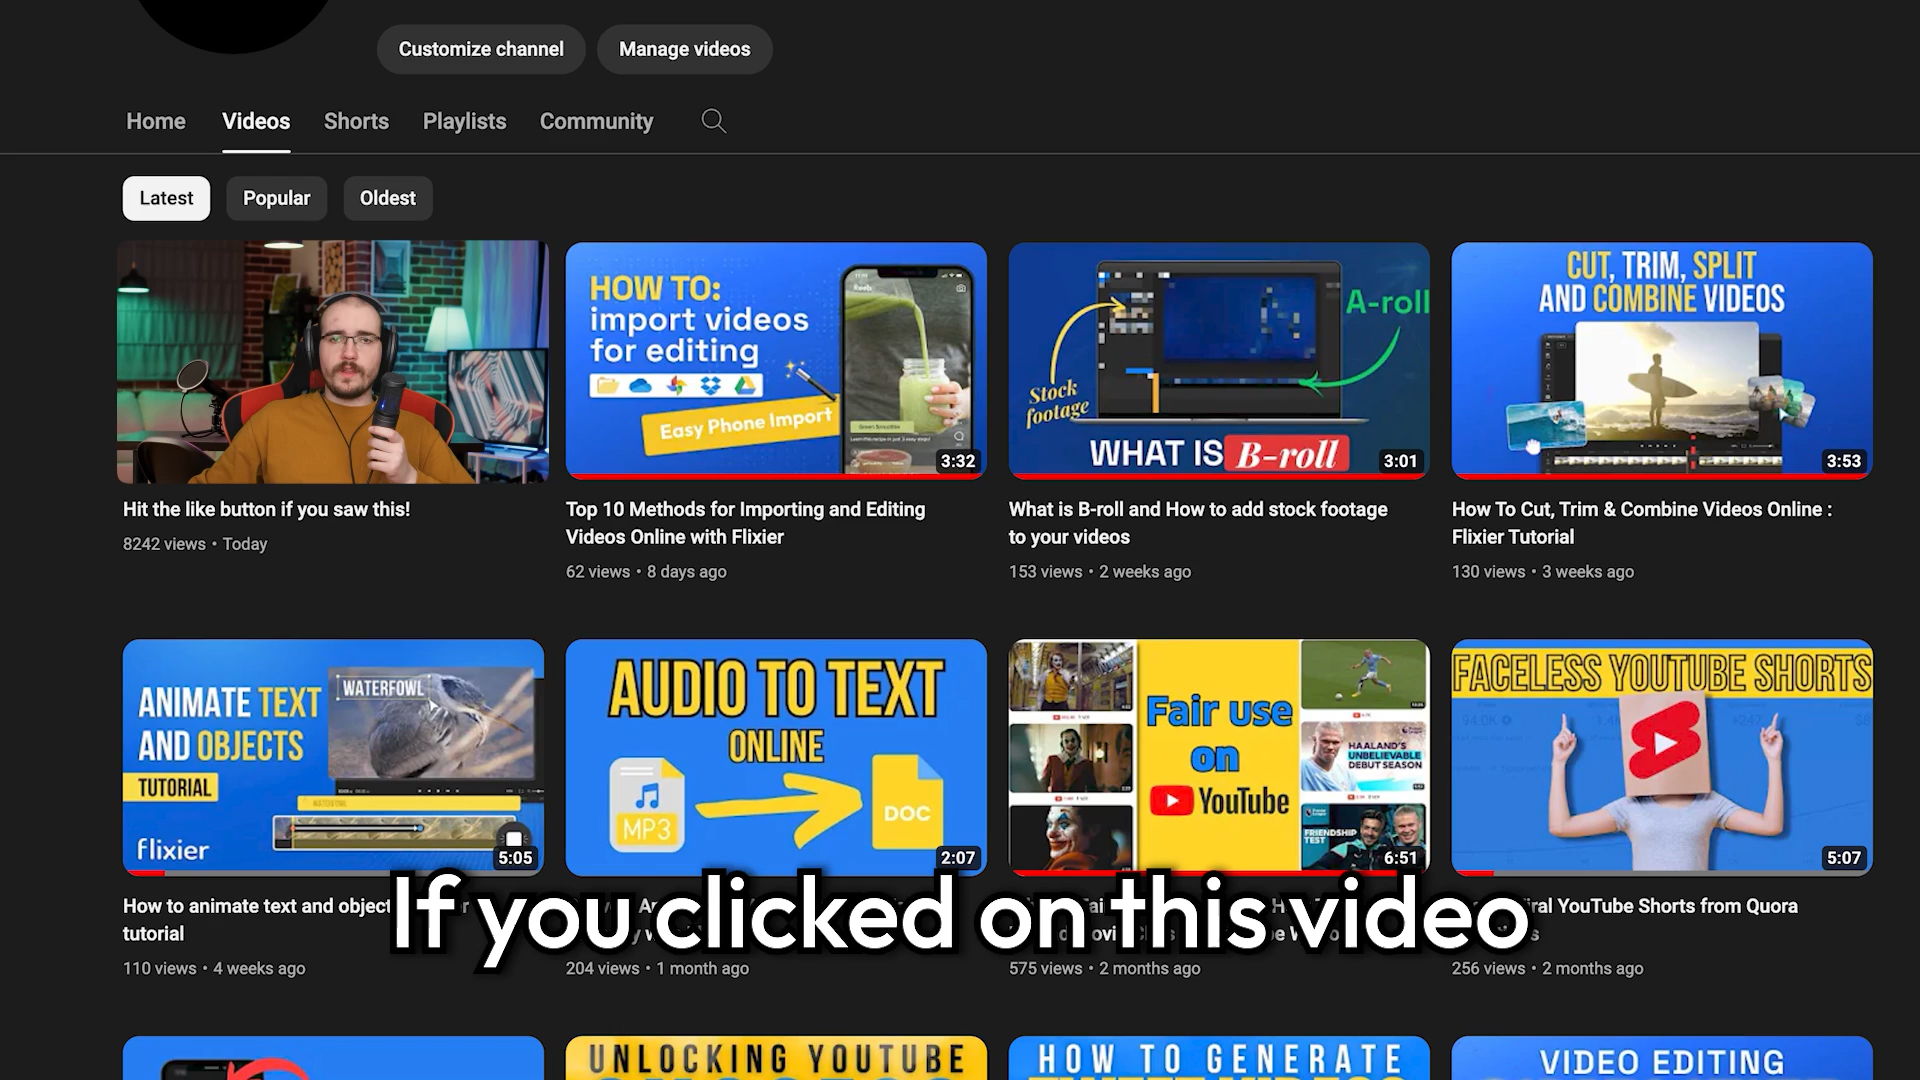 Customize channel
Manage videos
Home
Videos
Shorts
Playlists
Community
Latest
Popular
Oldest
HOW TO:
import videos
for editing
Easy Phone Import
Reels
Green Smoothie
3:32
Stock
footage
A-roll
WHAT IS B-roll
3:01
CUT, TRIM, SPLIT
AND COMBINE VIDEOS
3:53
Hit the like button if you saw this!
8242 views • Today
Top 10 Methods for Importing and Editing
Videos Online with Flixier
62 views • 8 days ago
What is B-roll and How to add stock footage
to your videos
153 views • 2 weeks ago
How To Cut, Trim & Combine Videos Online :
Flixier Tutorial
130 views • 3 weeks ago
ANIMATE TEXT
AND OBJECTS
TUTORIAL
flixier
WATERFOWL
5:05
AUDIO TO TEXT
ONLINE
MP3
DOC
2:07
Fair use
on
YouTube
HAALAND'S
UNBELIEVABLE
DEBUT SEASON
FRIENDSHIP
TEST
6:51
FACELESS YOUTUBE SHORTS
5:07
If you clicked on this video
How to animate text and object
tutorial
110 views • 4 weeks ago
204 views • 1 month ago
575 views • 2 months ago
YouTube Shorts from Quora
256 views • 2 months ago
UNLOCKING YOUTUBE
HOW TO GENERATE
VIDEO EDITING